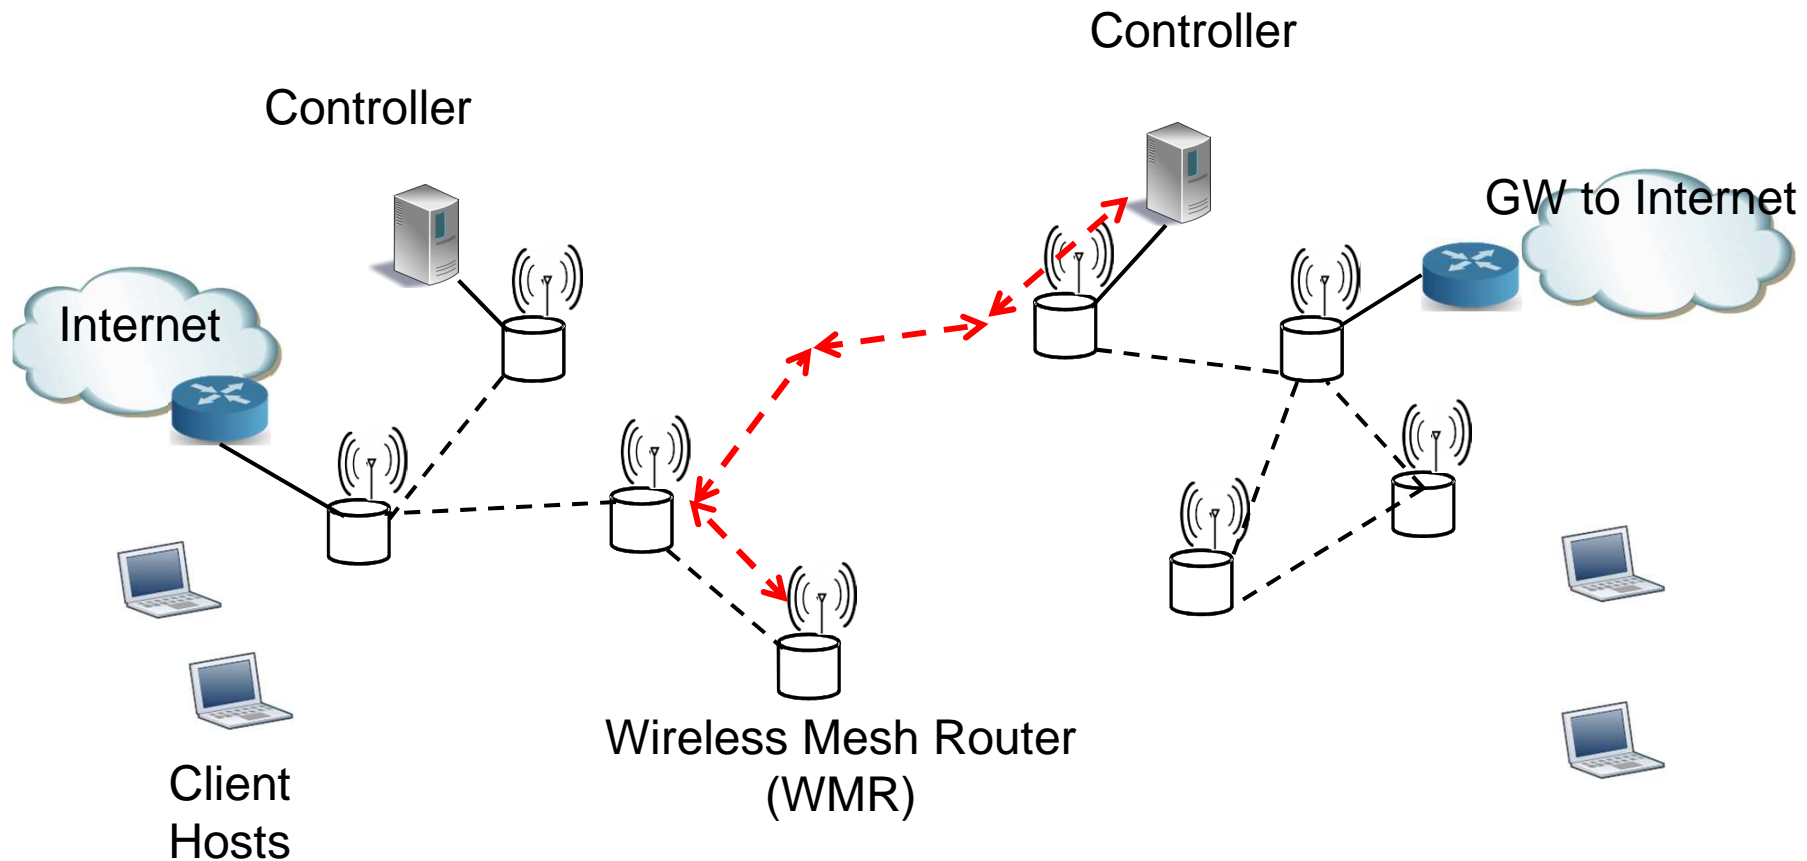 Controller
Controller
GW to Internet
Internet
Wireless Mesh Router
(WMR)
Client
Hosts